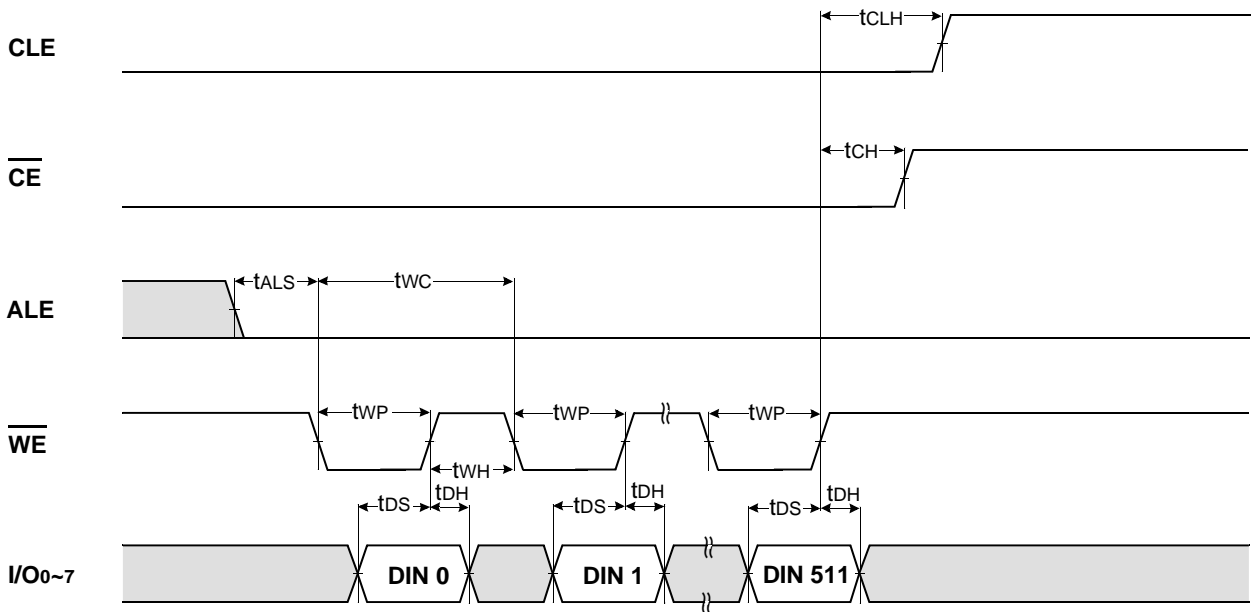 tCLH
CLE
tCH
CE
tALS
tWC
ALE
tWP
tWP
tWP
WE
tWH
tDS
tDH
tDS
tDH
tDS
tDH
I/O0~7
DIN 0
DIN 1
DIN 511